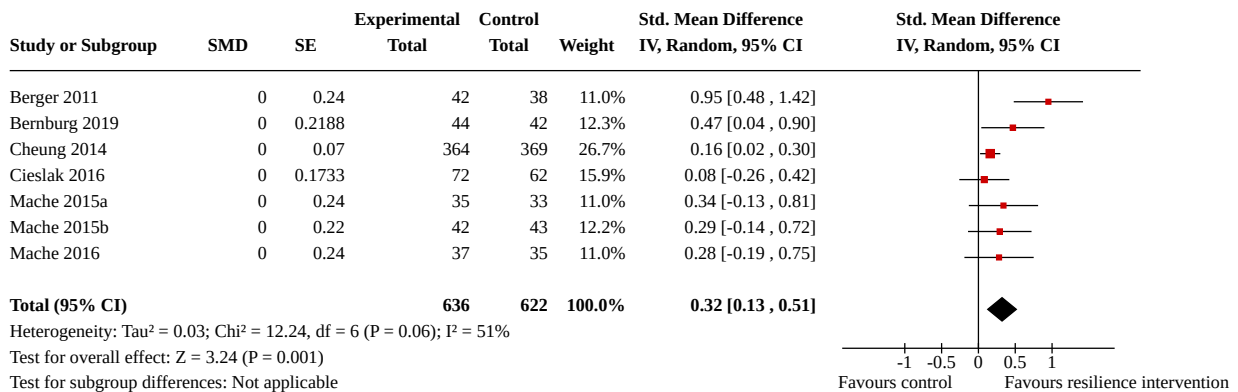 Experimental Control Std. Mean Difference Std. Mean Difference
Study or Subgroup SMD SE Total Total Weight IV, Random, 95% CI IV, Random, 95% CI
Berger 2011 0 0.24 42 38 11.0% 0.95 [0.48 , 1.42]
Bernburg 2019 0 0.2188 44 42 12.3% 0.47 [0.04 , 0.90]
Cheung 2014 0 0.07 364 369 26.7% 0.16 [0.02 , 0.30]
Cieslak 2016 0 0.1733 72 62 15.9% 0.08 [-0.26 , 0.42]
Mache 2015a 0 0.24 35 33 11.0% 0.34 [-0.13 , 0.81]
Mache 2015b 0 0.22 42 43 12.2% 0.29 [-0.14 , 0.72]
Mache 2016 0 0.24 37 35 11.0% 0.28 [-0.19 , 0.75]
Total (95% CI) 636 622 100.0% 0.32 [0.13 , 0.51]
Heterogeneity: Tau² = 0.03; Chi² = 12.24, df = 6 (P = 0.06); I² = 51%
Test for overall effect: Z = 3.24 (P = 0.001) -1 -0.5 0 0.5 1
Test for subgroup differences: Not applicable Favours control Favours resilience intervention